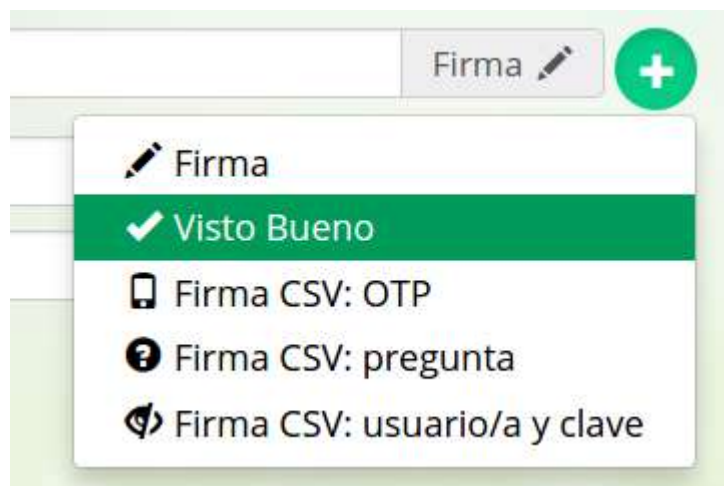 Firma
Firma
Visto Bueno
Firma CSV: OTP
Firma CSV: pregunta
Firma CSV: usuario/a y clave